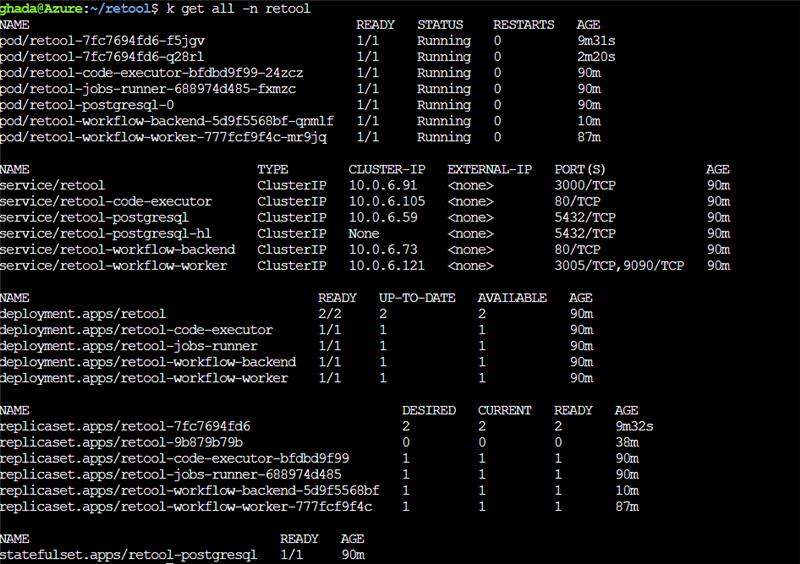 ghada@Azure:~/retool$ k get all -n retool
NAME READY STATUS RESTARTS AGE
pod/retool-7fc7694fd6-f5jgv 1/1 Running 0 9m31s
pod/retool-7fc7694fd6-q28rl 1/1 Running 0 2m20s
pod/retool-code-executor-bfdbd9f99-24zcz 1/1 Running 0 90m
pod/retool-jobs-runner-688974d485-fxmzc 1/1 Running 0 90m
pod/retool-postgresql-0 1/1 Running 0 90m
pod/retool-workflow-backend-5d9f5568bf-qnmlf 1/1 Running 0 10m
pod/retool-workflow-worker-777fcf9f4c-mr9jq 1/1 Running 0 87m
NAME TYPE CLUSTER-IP EXTERNAL-IP PORT(S) AGE
service/retool ClusterIP 10.0.6.91 <none> 3000/TCP 90m
service/retool-code-executor ClusterIP 10.0.6.105 <none> 80/TCP 90m
service/retool-postgresql ClusterIP 10.0.6.59 <none> 5432/TCP 90m
service/retool-postgresql-hl ClusterIP None <none> 5432/TCP 90m
service/retool-workflow-backend ClusterIP 10.0.6.73 <none> 80/TCP 90m
service/retool-workflow-worker ClusterIP 10.0.6.121 <none> 3005/TCP,9090/TCP 90m
NAME READY UP-TO-DATE AVAILABLE AGE
deployment.apps/retool 2/2 2 2 90m
deployment.apps/retool-code-executor 1/1 1 1 90m
deployment.apps/retool-jobs-runner 1/1 1 1 90m
deployment.apps/retool-workflow-backend 1/1 1 1 90m
deployment.apps/retool-workflow-worker 1/1 1 1 90m
NAME DESIRED CURRENT READY AGE
replicaset.apps/retool-7fc7694fd6 2 2 2 9m32s
replicaset.apps/retool-9b879b79b 0 0 0 38m
replicaset.apps/retool-code-executor-bfdbd9f99 1 1 1 90m
replicaset.apps/retool-jobs-runner-688974d485 1 1 1 90m
replicaset.apps/retool-workflow-backend-5d9f5568bf 1 1 1 10m
replicaset.apps/retool-workflow-worker-777fcf9f4c 1 1 1 87m
NAME READY AGE
statefulset.apps/retool-postgresql 1/1 90m